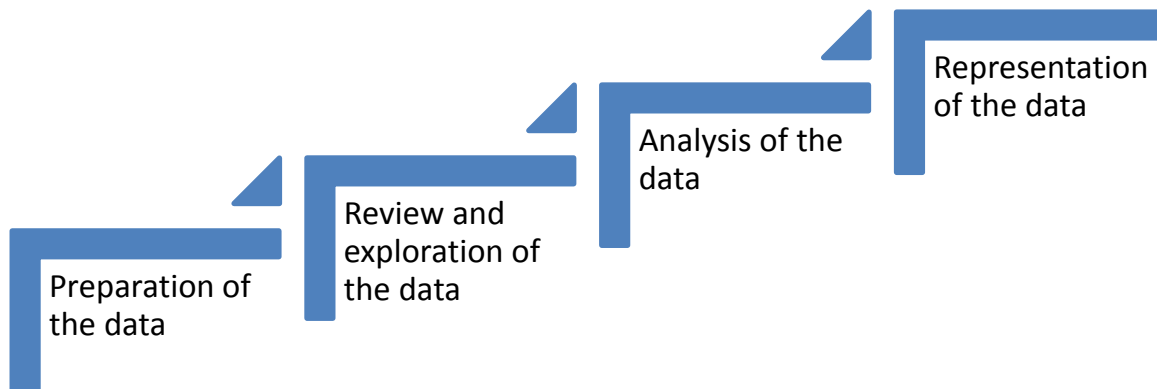 Preparation of
the data
Review and
exploration of
the data
Analysis of the
data
Representation
of the data